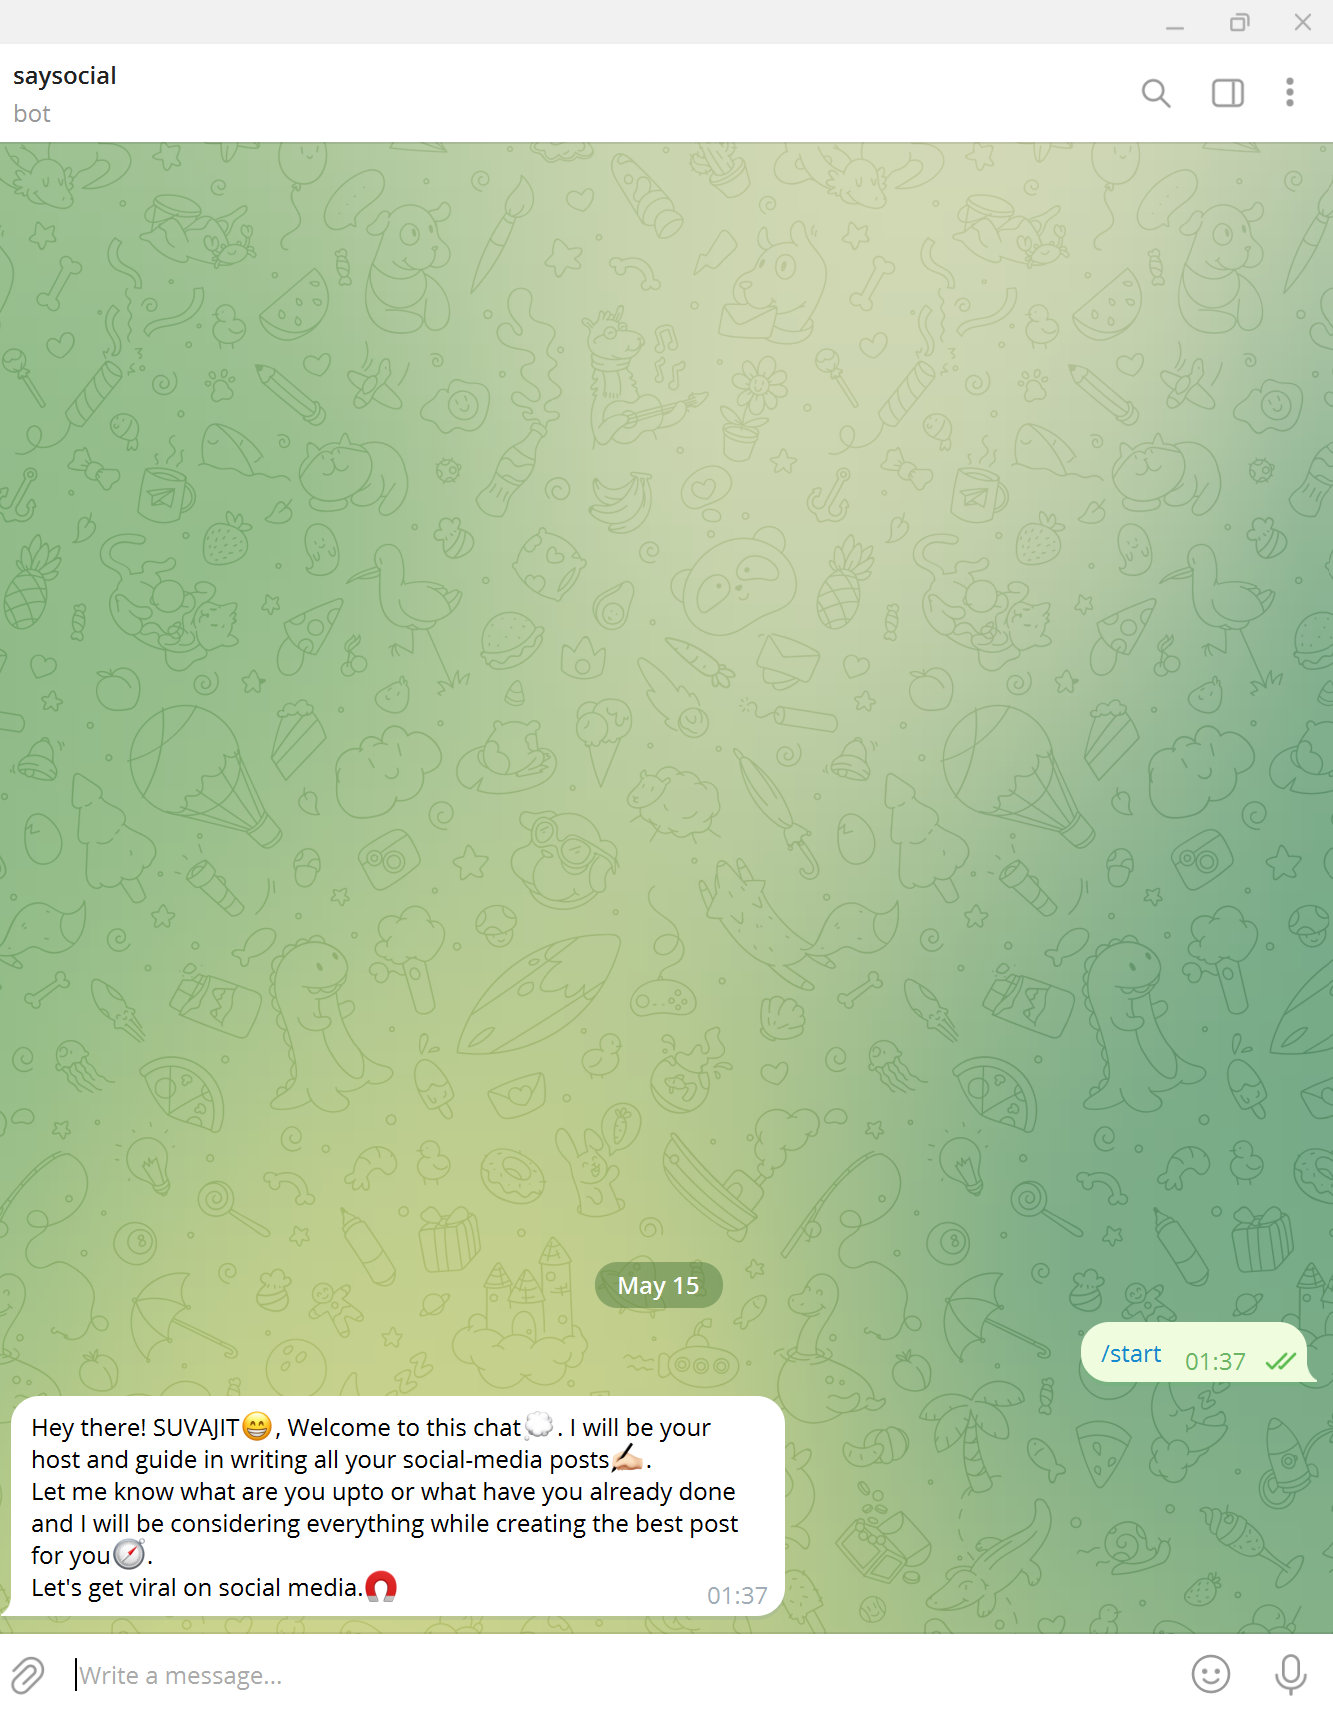 saysocial
bot
May 15
/start 01:37
Hey there! SUVAJIT😁, Welcome to this chat💭. I will be your
host and guide in writing all your social-media posts✍🏻.
Let me know what are you upto or what have you already done
and I will be considering everything while creating the best post
for you🧭.
Let's get viral on social media.🧲
01:37
Write a message...